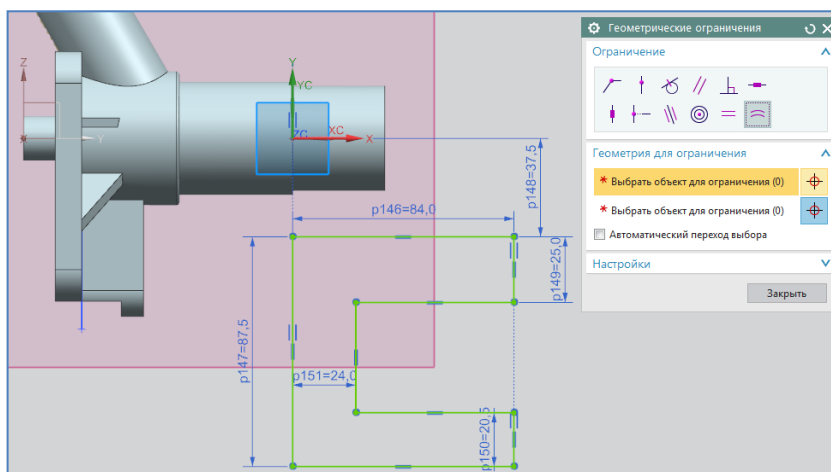 Геометрические ограничения
Ограничение
Геометрия для ограничения
* Выбрать объект для ограничения (0)
* Выбрать объект для ограничения (0)
Автоматический переход выбора
Настройки
Закрыть
Z
Y
X
Y
YC
ZC
XC
X
p148=37,5
p146=84,0
p149=25,0
p147=87,5
p151=24,0
p150=20,5